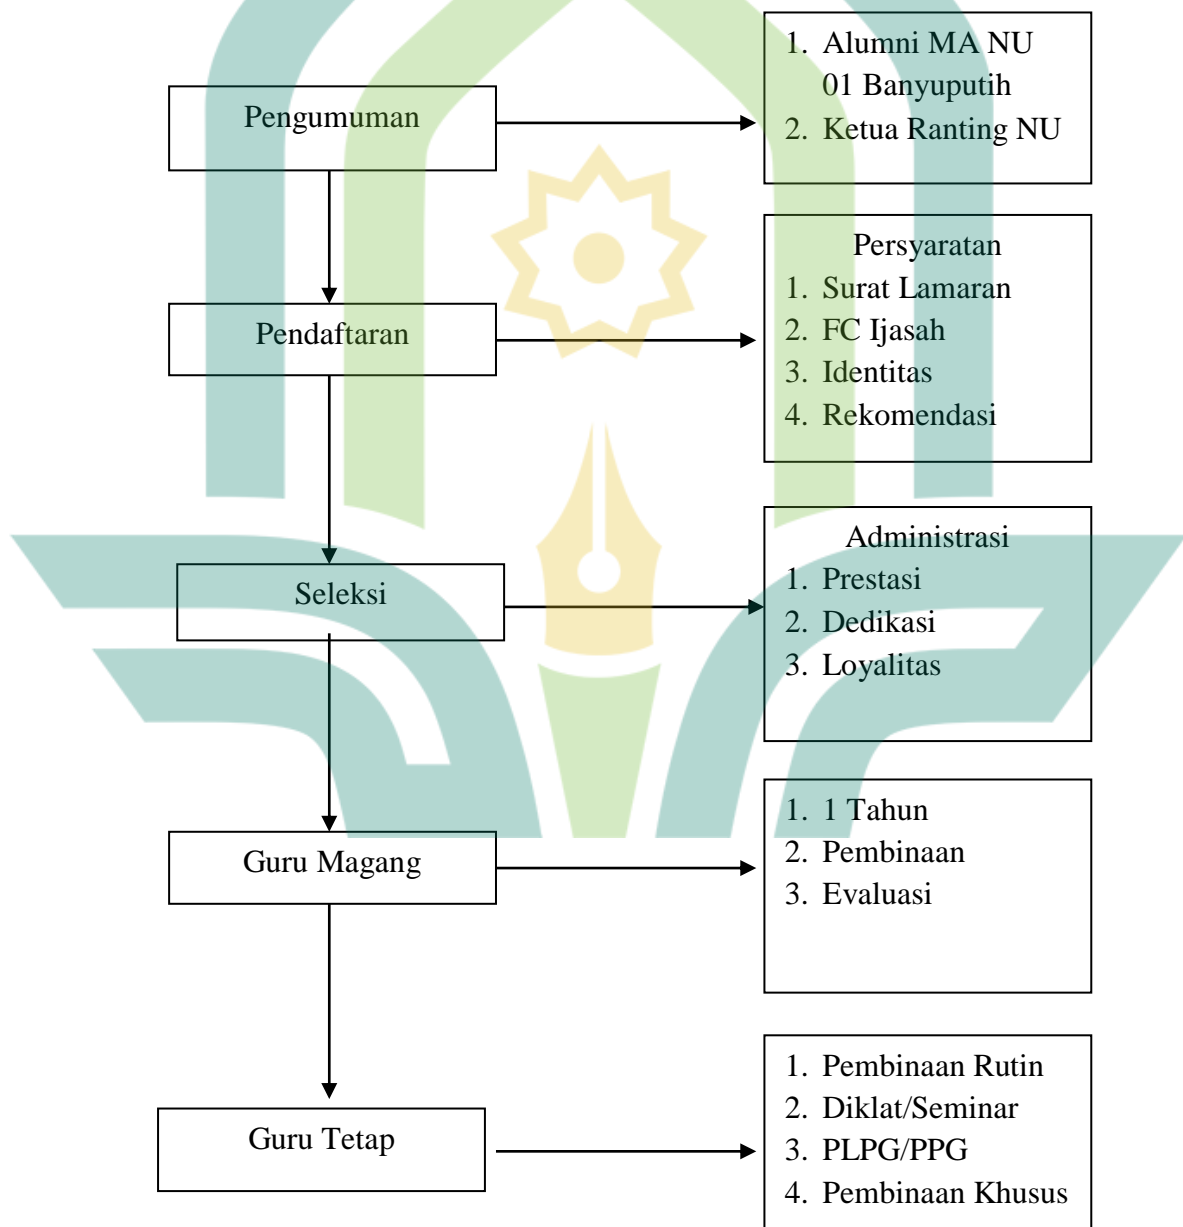 Pengumuman
1. Alumni MA NU
01 Banyuputih
2. Ketua Ranting NU
Pendaftaran
Persyaratan
1. Surat Lamaran
2. FC Ijasah
3. Identitas
4. Rekomendasi
Seleksi
Administrasi
1. Prestasi
2. Dedikasi
3. Loyalitas
Guru Magang
1. 1 Tahun
2. Pembinaan
3. Evaluasi
Guru Tetap
1. Pembinaan Rutin
2. Diklat/Seminar
3. PLPG/PPG
4. Pembinaan Khusus